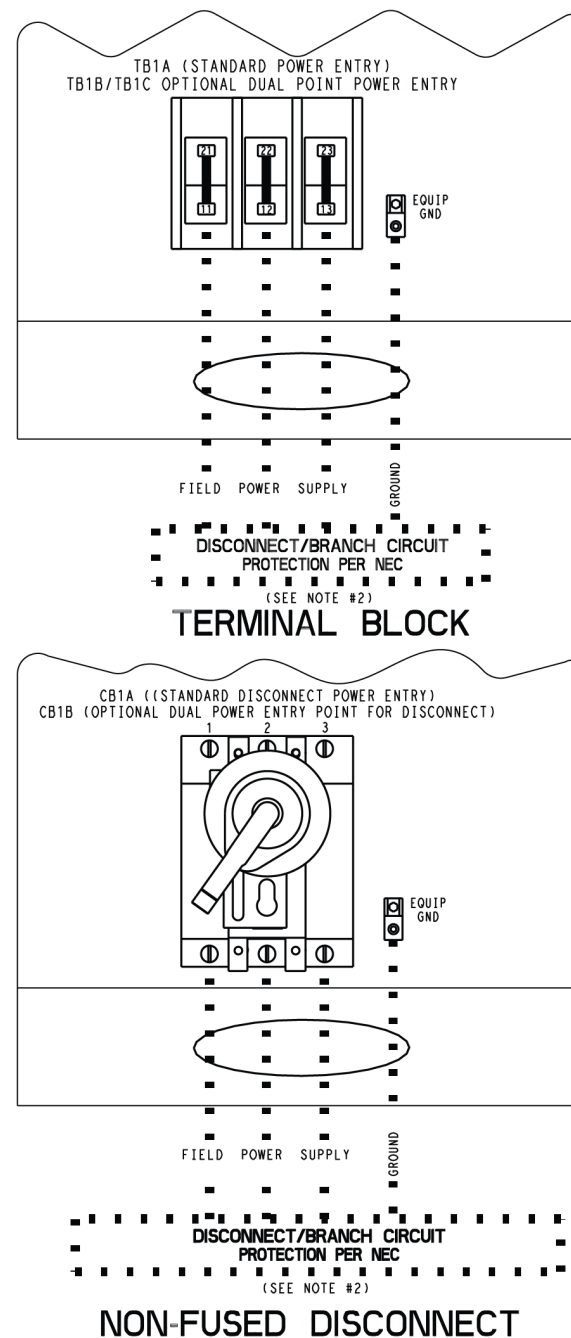 TB1A (STANDARD POWER ENTRY)
TB1B/TB1C OPTIONAL DUAL POINT POWER ENTRY
21 22 23
11 12 13
EQUIP
GND
FIELD POWER SUPPLY
GROUND
DISCONNECT/BRANCH CIRCUIT
PROTECTION PER NEC
(SEE NOTE #2)
TERMINAL BLOCK
CB1A ((STANDARD DISCONNECT POWER ENTRY)
CB1B (OPTIONAL DUAL POWER ENTRY POINT FOR DISCONNECT)
1 2 3
EQUIP
GND
FIELD POWER SUPPLY
GROUND
DISCONNECT/BRANCH CIRCUIT
PROTECTION PER NEC
(SEE NOTE #2)
NON-FUSED DISCONNECT